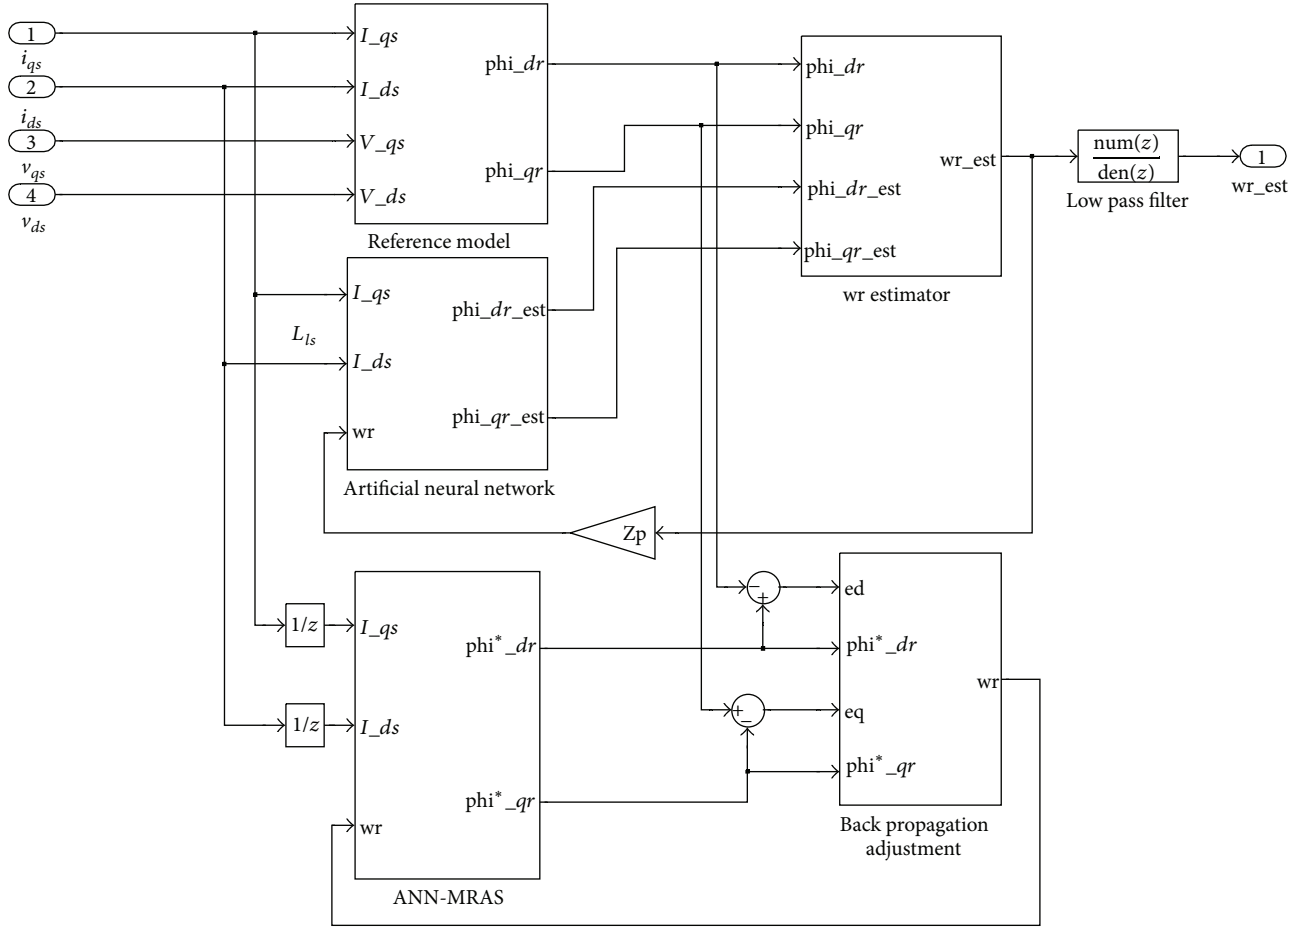 1
i_qs
2
i_ds
3
v_qs
4
v_ds
I_qs
I_ds
V_qs
V_ds
phi_dr
phi_qr
Reference model
phi_dr
phi_qr
phi_dr_est
phi_qr_est
wr_est
wr estimator
num(z)
den(z)
Low pass filter
1
wr_est
I_qs
L_ls
I_ds
wr
phi_dr_est
phi_qr_est
Artificial neural network
Zp
1/z
1/z
I_qs
I_ds
wr
phi*_dr
phi*_qr
ANN-MRAS
−
+
+
−
ed
phi*_dr
eq
phi*_qr
wr
Back propagation
adjustment